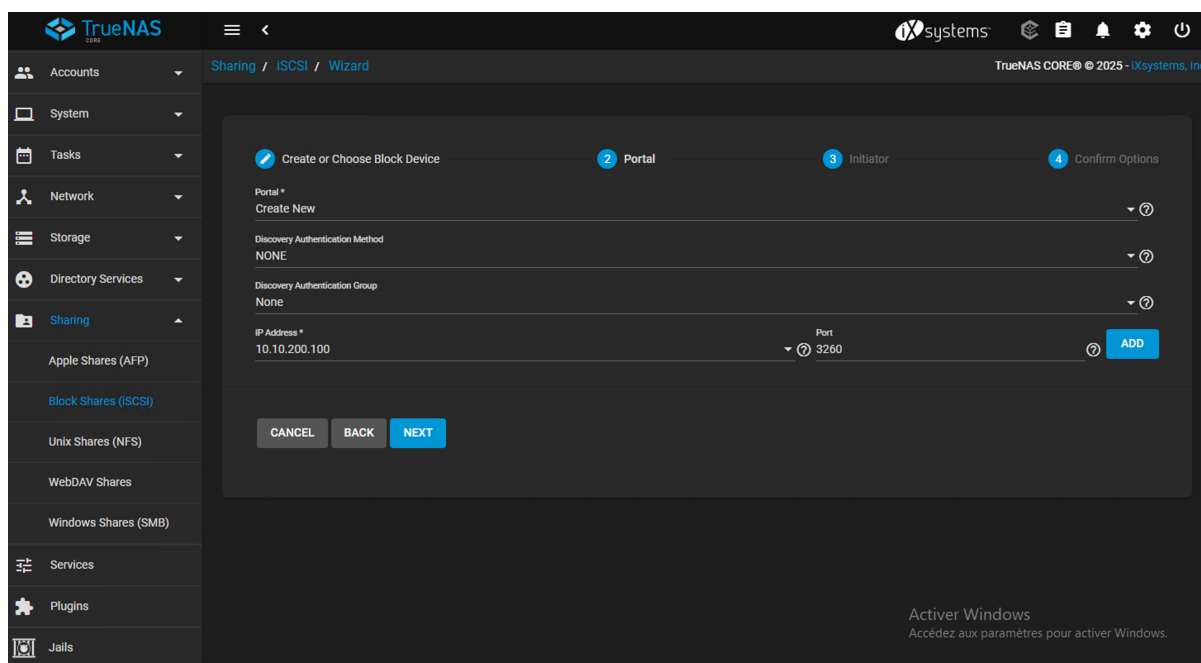 TrueNAS
CORE
iXsystems
Accounts
Sharing / iSCSI / Wizard
TrueNAS CORE® © 2025 - iXsystems, In
System
Tasks
Network
Storage
Directory Services
Sharing
Apple Shares (AFP)
Block Shares (iSCSI)
Unix Shares (NFS)
WebDAV Shares
Windows Shares (SMB)
Services
Plugins
Jails
Create or Choose Block Device
2 Portal
3 Initiator
4 Confirm Options
Portal *
Create New
Discovery Authentication Method
NONE
Discovery Authentication Group
None
IP Address *
10.10.200.100
Port
3260
ADD
CANCEL
BACK
NEXT
Activer Windows
Accédez aux paramètres pour activer Windows.